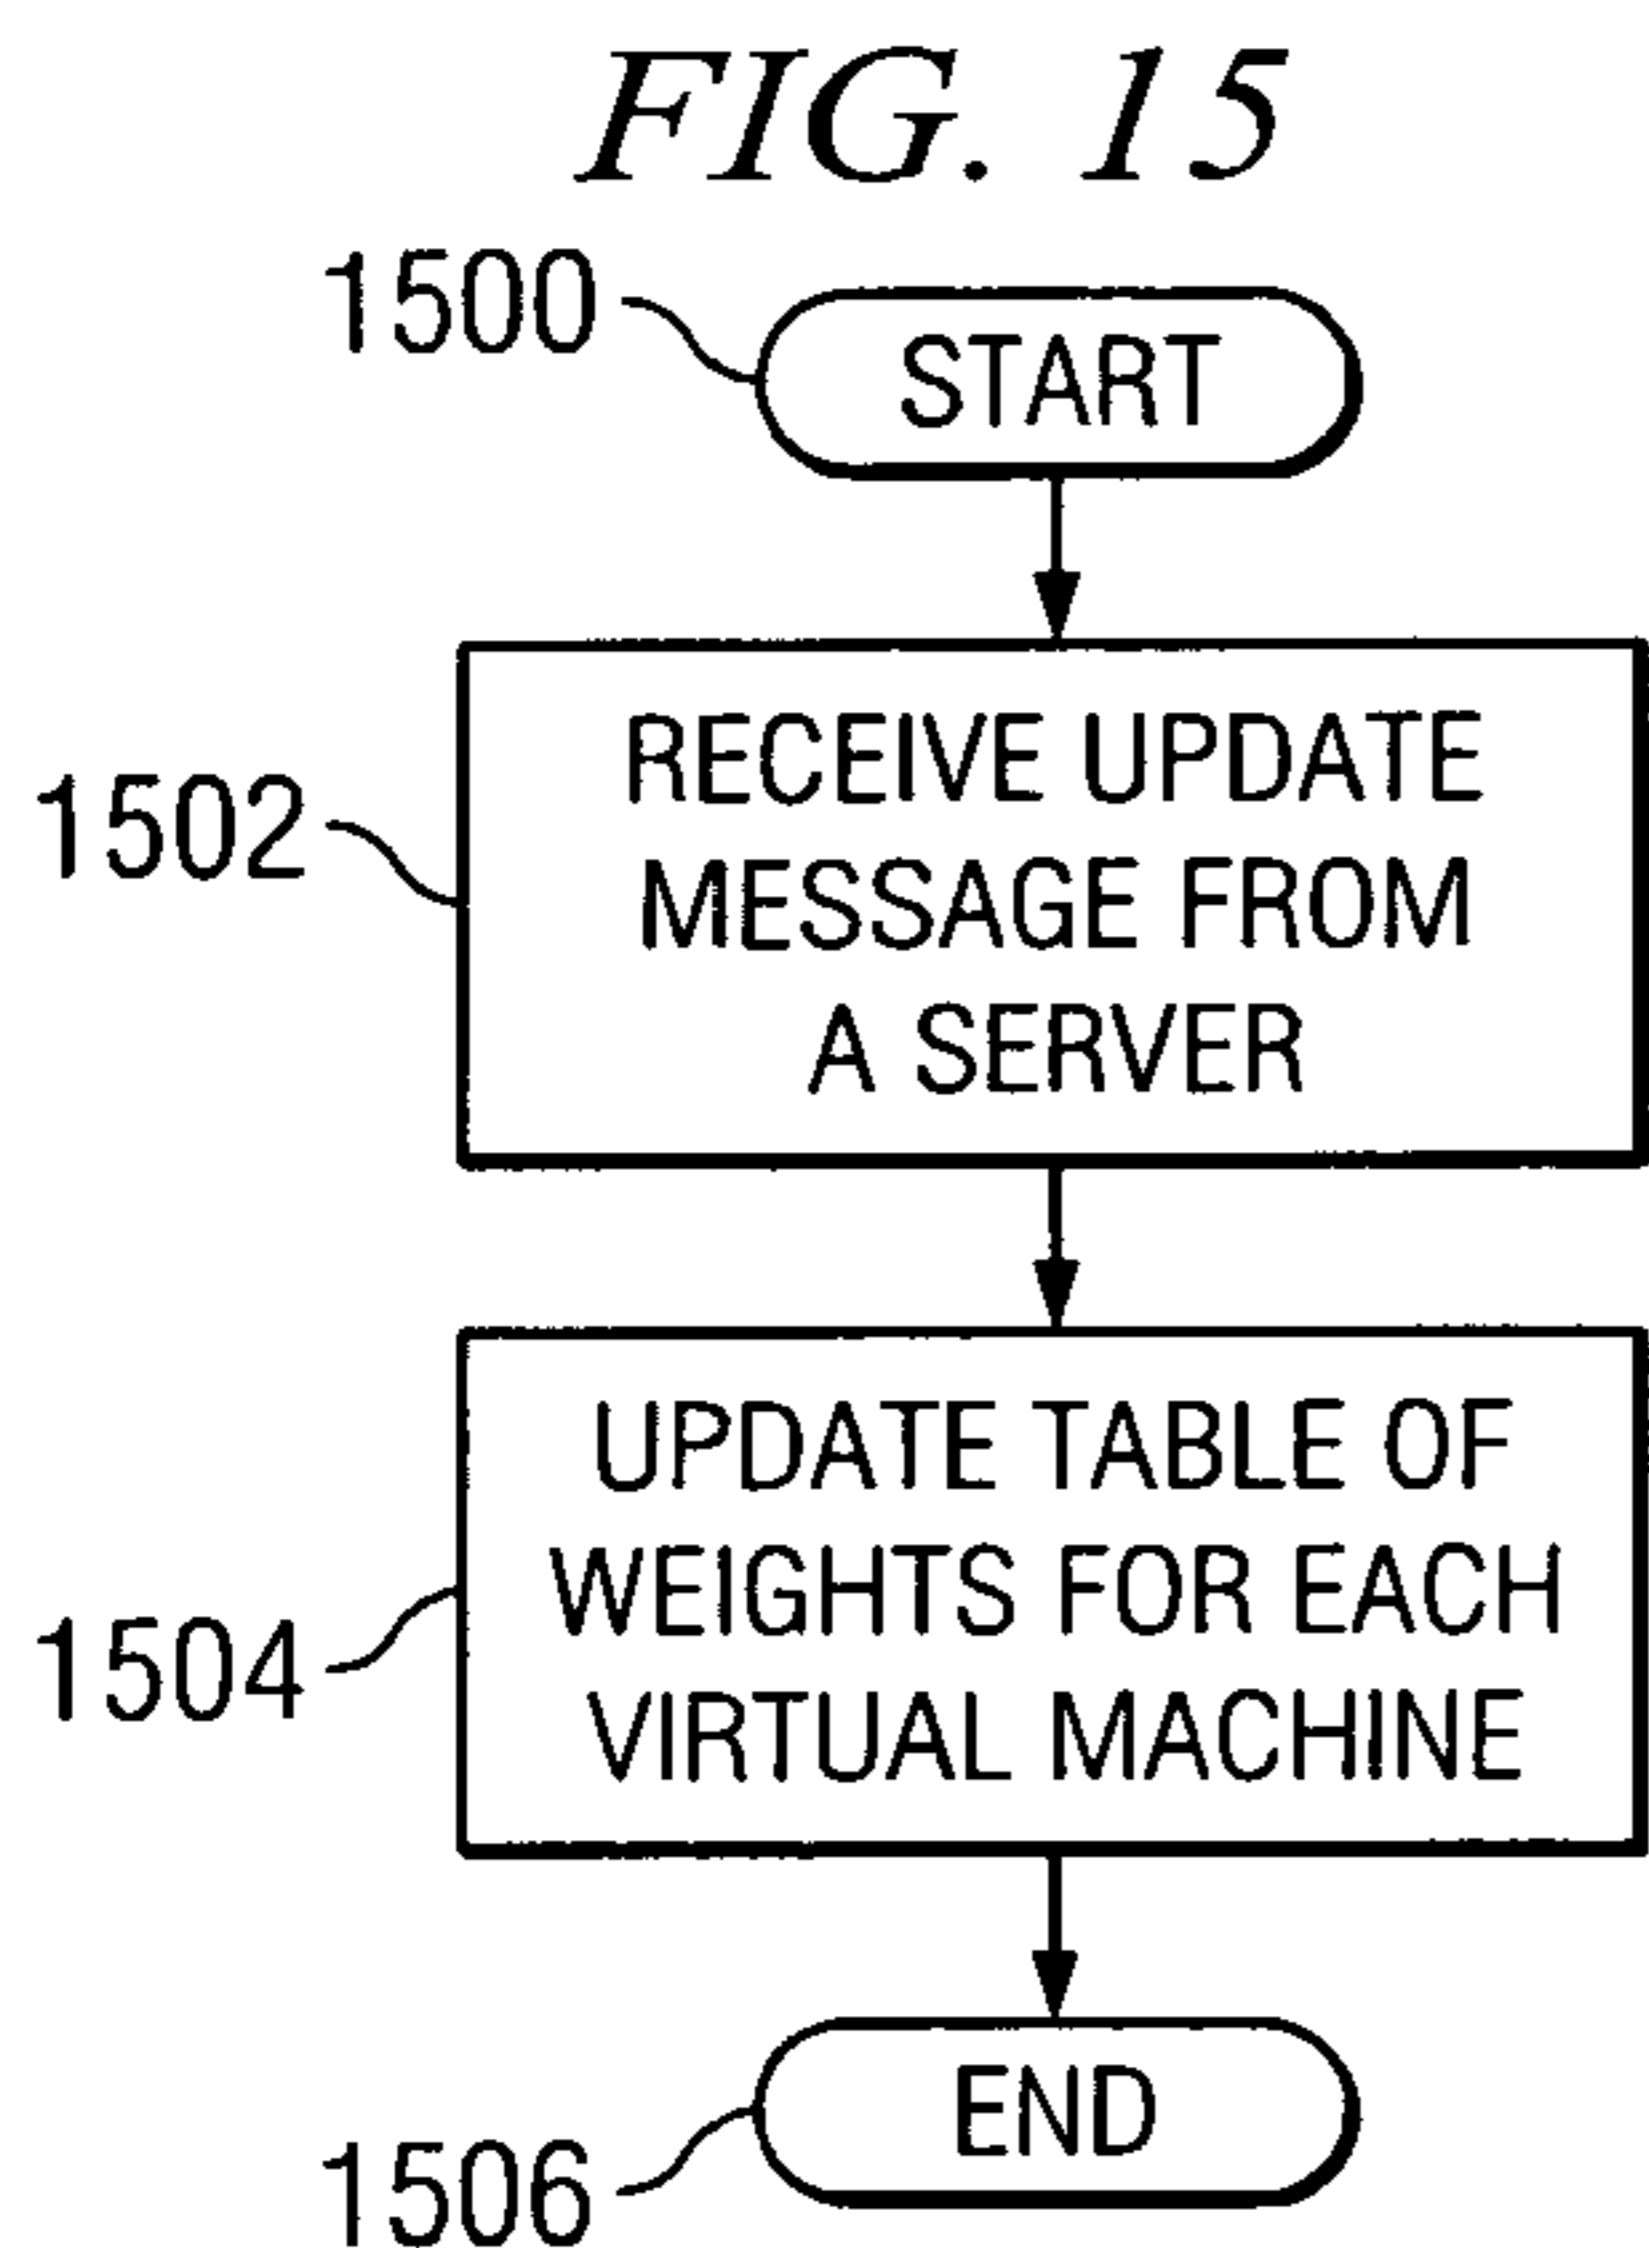 FIG. 15
1500
START
1502
RECEIVE UPDATE
MESSAGE FROM
A SERVER
1504
UPDATE TABLE OF
WEIGHTS FOR EACH
VIRTUAL MACHINE
1506
END